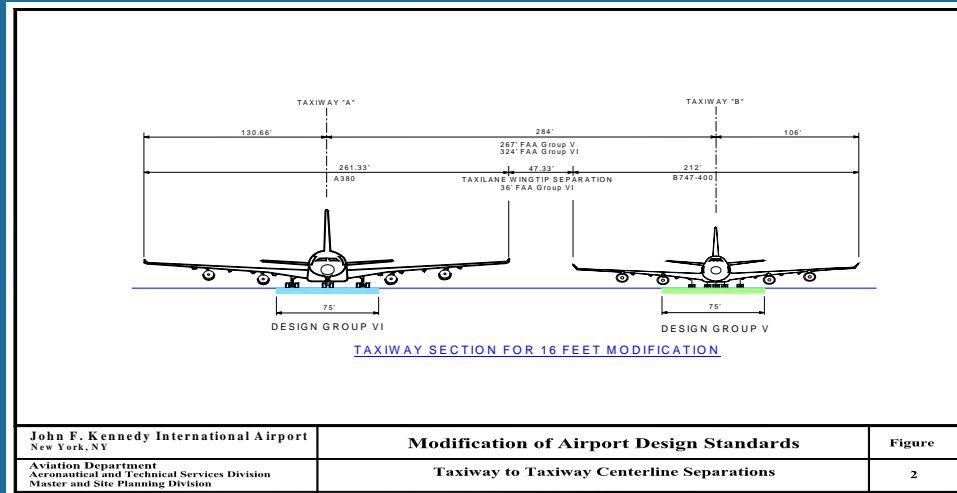 TAXIWAY "A"
TAXIWAY "B"
130.66'
284'
106'
267' FAA Group V
324' FAA Group VI
261.33'
47.33'
212'
A380
TAXILANE WINGTIP SEPARATION
B747-400
36' FAA Group VI
75'
75'
DESIGN GROUP VI
DESIGN GROUP V
TAXIWAY SECTION FOR 16 FEET MODIFICATION
John F. Kennedy International Airport
New York, NY
Modification of Airport Design Standards
Figure
Aviation Department
Aeronautical and Technical Services Division
Master and Site Planning Division
Taxiway to Taxiway Centerline Separations
2